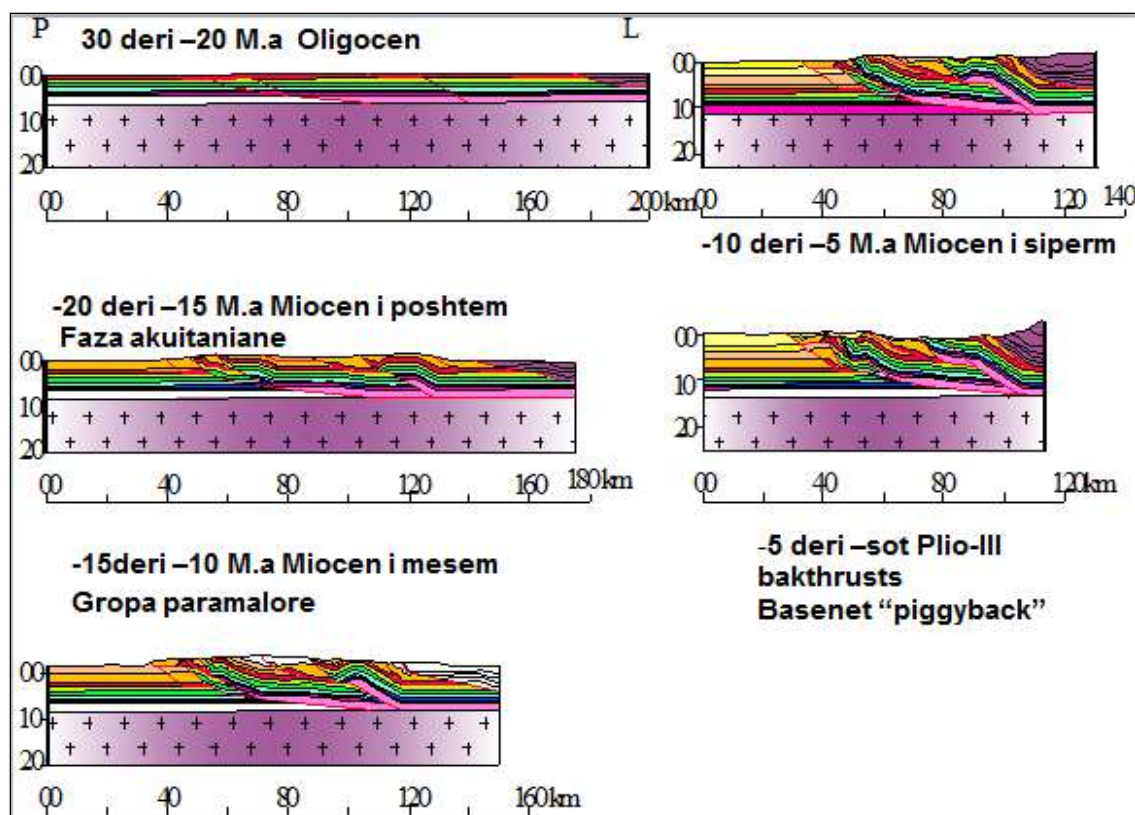 P
L
30 deri –20 M.a Oligocen
00
10
20
00 40 80 120 160 200 km
00
10
20
00 40 80 120 140
-10 deri –5 M.a Miocen i siperm
-20 deri –15 M.a Miocen i poshtem
Faza akuitaniane
00
10
20
00 40 80 120 160 180km
00
10
20
00 40 80 120km
-5 deri –sot Plio-III
bakthrusts
Basenet “piggyback”
-15deri –10 M.a Miocen i mesem
Gropa paramalore
00
10
20
00 40 80 120 160km